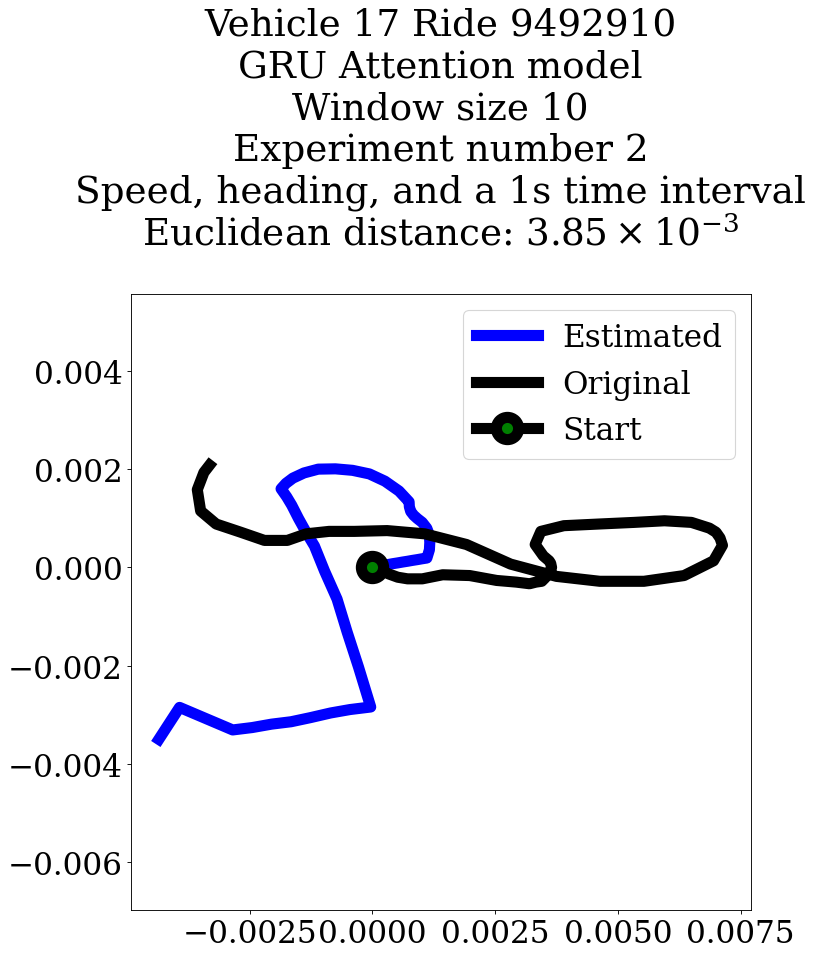 Vehicle 17 Ride 9492910
GRU Attention model
Window size 10
Experiment number 2
Speed, heading, and a 1s time interval
Euclidean distance: 3.85 × 10⁻³
Estimated
Original
Start
0.004
0.002
0.000
−0.002
−0.004
−0.006
−0.0025 0.0000 0.0025 0.0050 0.0075